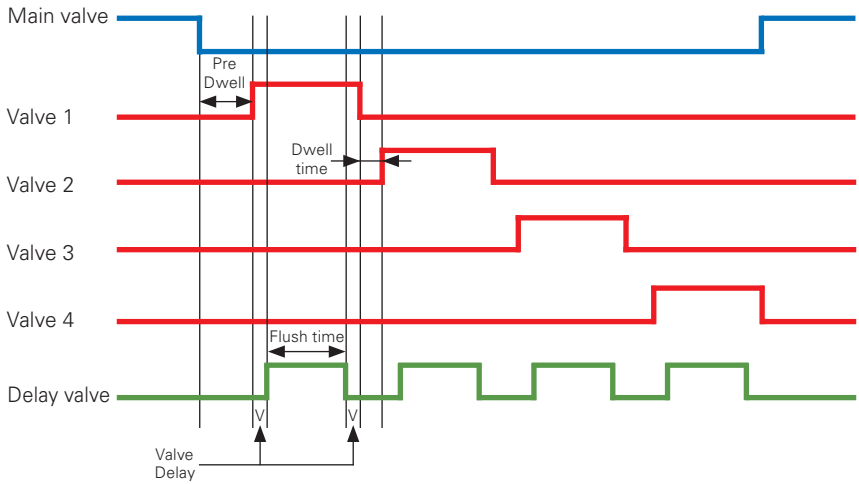 Main valve
Pre
Dwell
Valve 1
Dwell
time
Valve 2
Valve 3
Valve 4
Flush time
Delay valve
V V
Valve
Delay